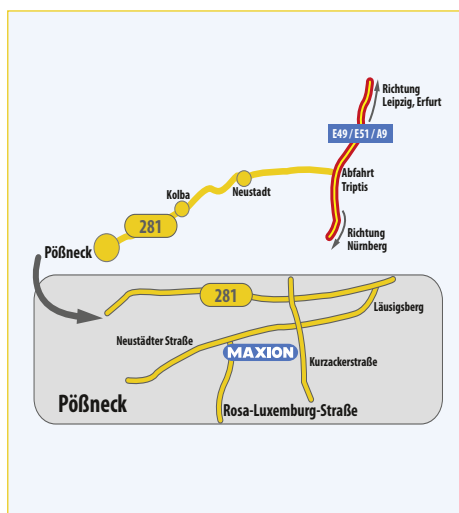 Richtung
Leipzig, Erfurt
E49 / E51 / A9
Abfahrt
Triptis
Neustadt
Kolba
281
Richtung
Nürnberg
Pößneck
281
Läusigsberg
Neustädter Straße
MAXION
Kurzackerstraße
Pößneck
Rosa-Luxemburg-Straße